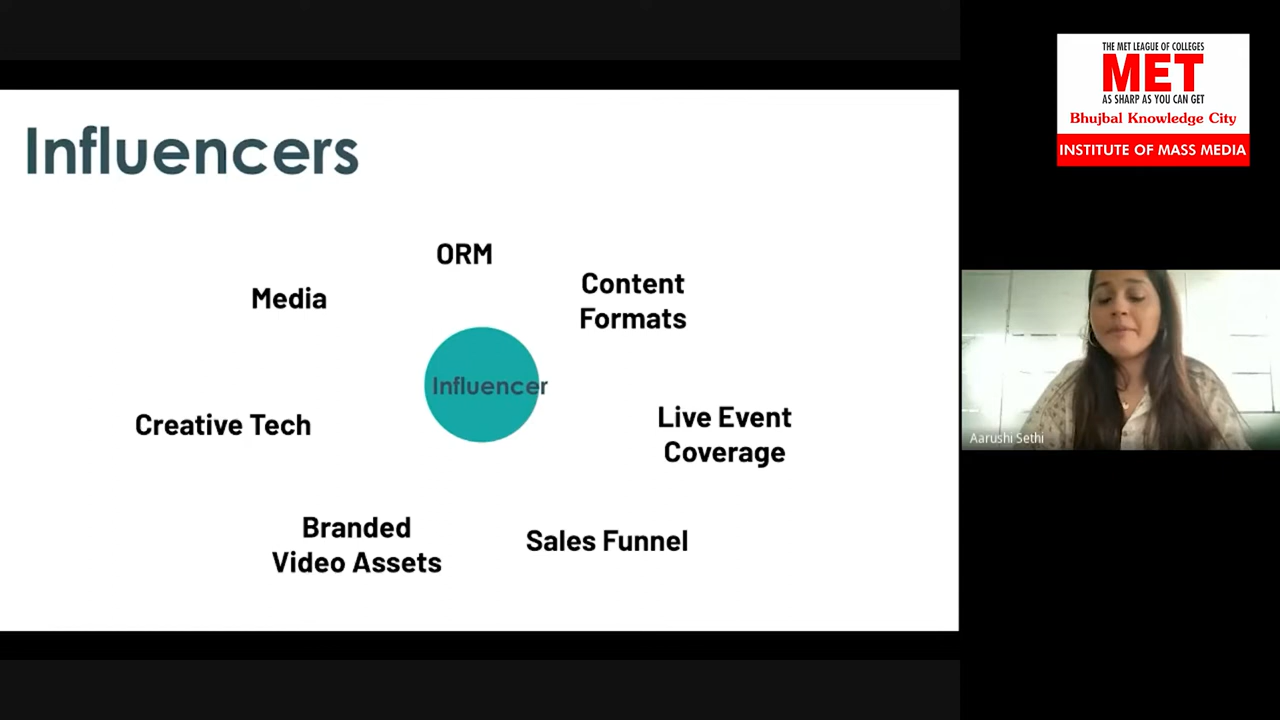 Influencers
ORM
Content
Formats
Media
Influencer
Creative Tech
Live Event
Coverage
Branded
Video Assets
Sales Funnel
THE MET LEAGUE OF COLLEGES
MET
AS SHARP AS YOU CAN GET
Bhujbal Knowledge City
INSTITUTE OF MASS MEDIA
Aarushi Sethi